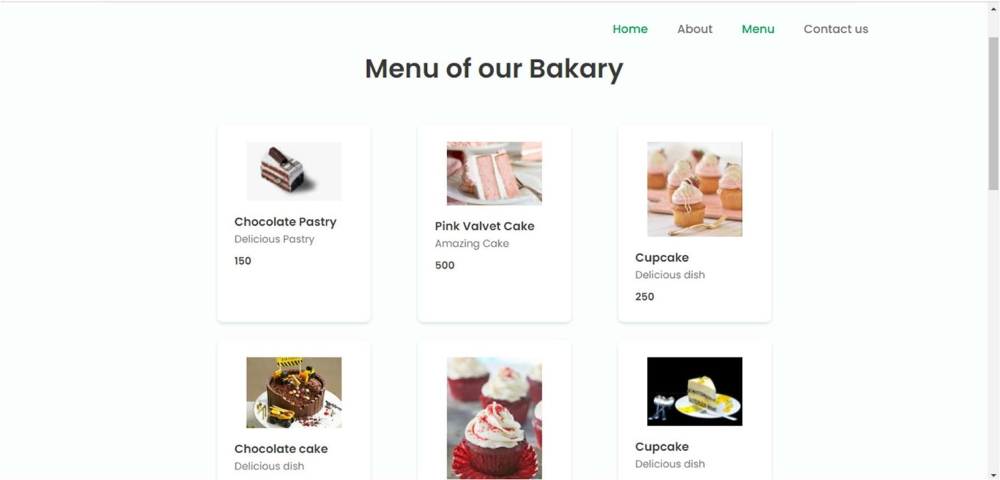 Home About Menu Contact us
Menu of our Bakary
Chocolate Pastry
Delicious Pastry
150
Pink Valvet Cake
Amazing Cake
500
Cupcake
Delicious dish
250
Chocolate cake
Delicious dish
Cupcake
Delicious dish